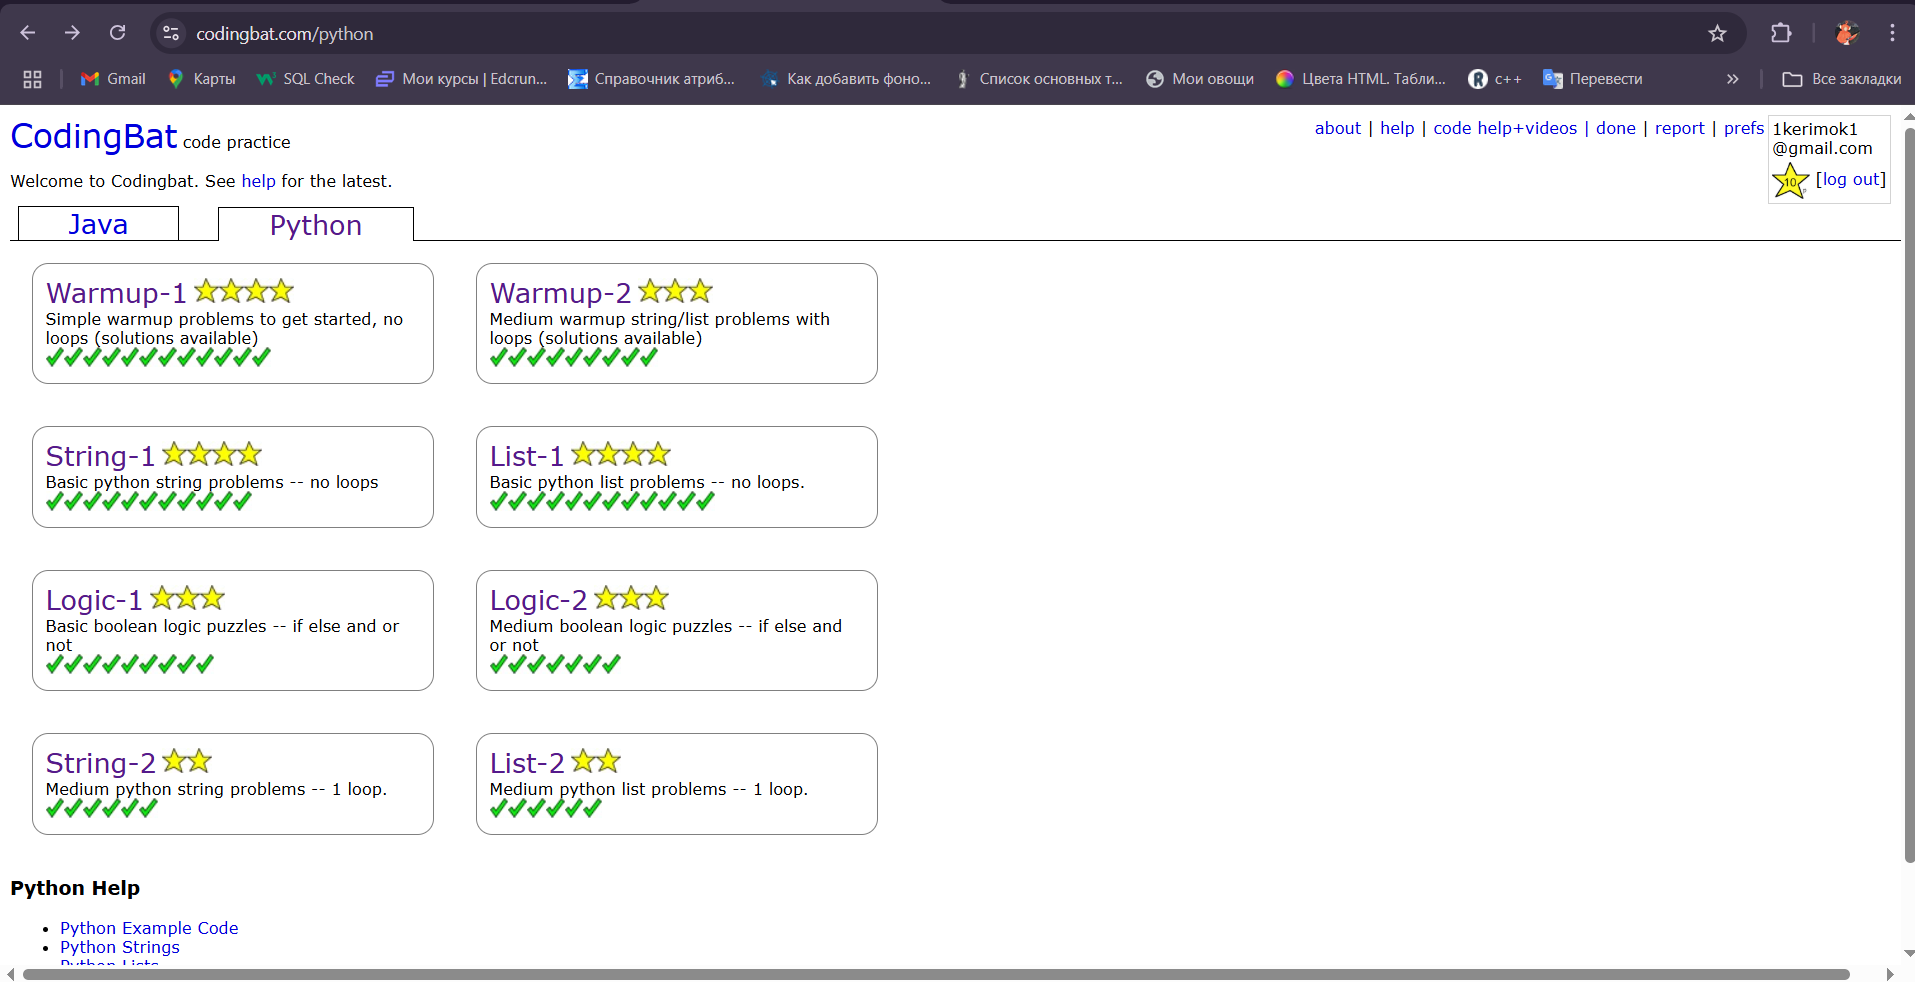 codingbat.com/python
Gmail
Карты
SQL Check
Мои курсы | Edcrun...
Справочник атриб...
Как добавить фоно...
Список основных т...
Мои овощи
Цвета HTML. Табли...
R
c++
Перевести
»
Все закладки
CodingBat code practice
about | help | code help+videos | done | report | prefs
1kerimok1
@gmail.com
10
[log out]
Welcome to Codingbat. See help for the latest.
Java
Python
Warmup-1
Simple warmup problems to get started, no
loops (solutions available)
Warmup-2
Medium warmup string/list problems with
loops (solutions available)
String-1
Basic python string problems -- no loops
List-1
Basic python list problems -- no loops.
Logic-1
Basic boolean logic puzzles -- if else and or
not
Logic-2
Medium boolean logic puzzles -- if else and
or not
String-2
Medium python string problems -- 1 loop.
List-2
Medium python list problems -- 1 loop.
Python Help
• Python Example Code
• Python Strings
Python Lists